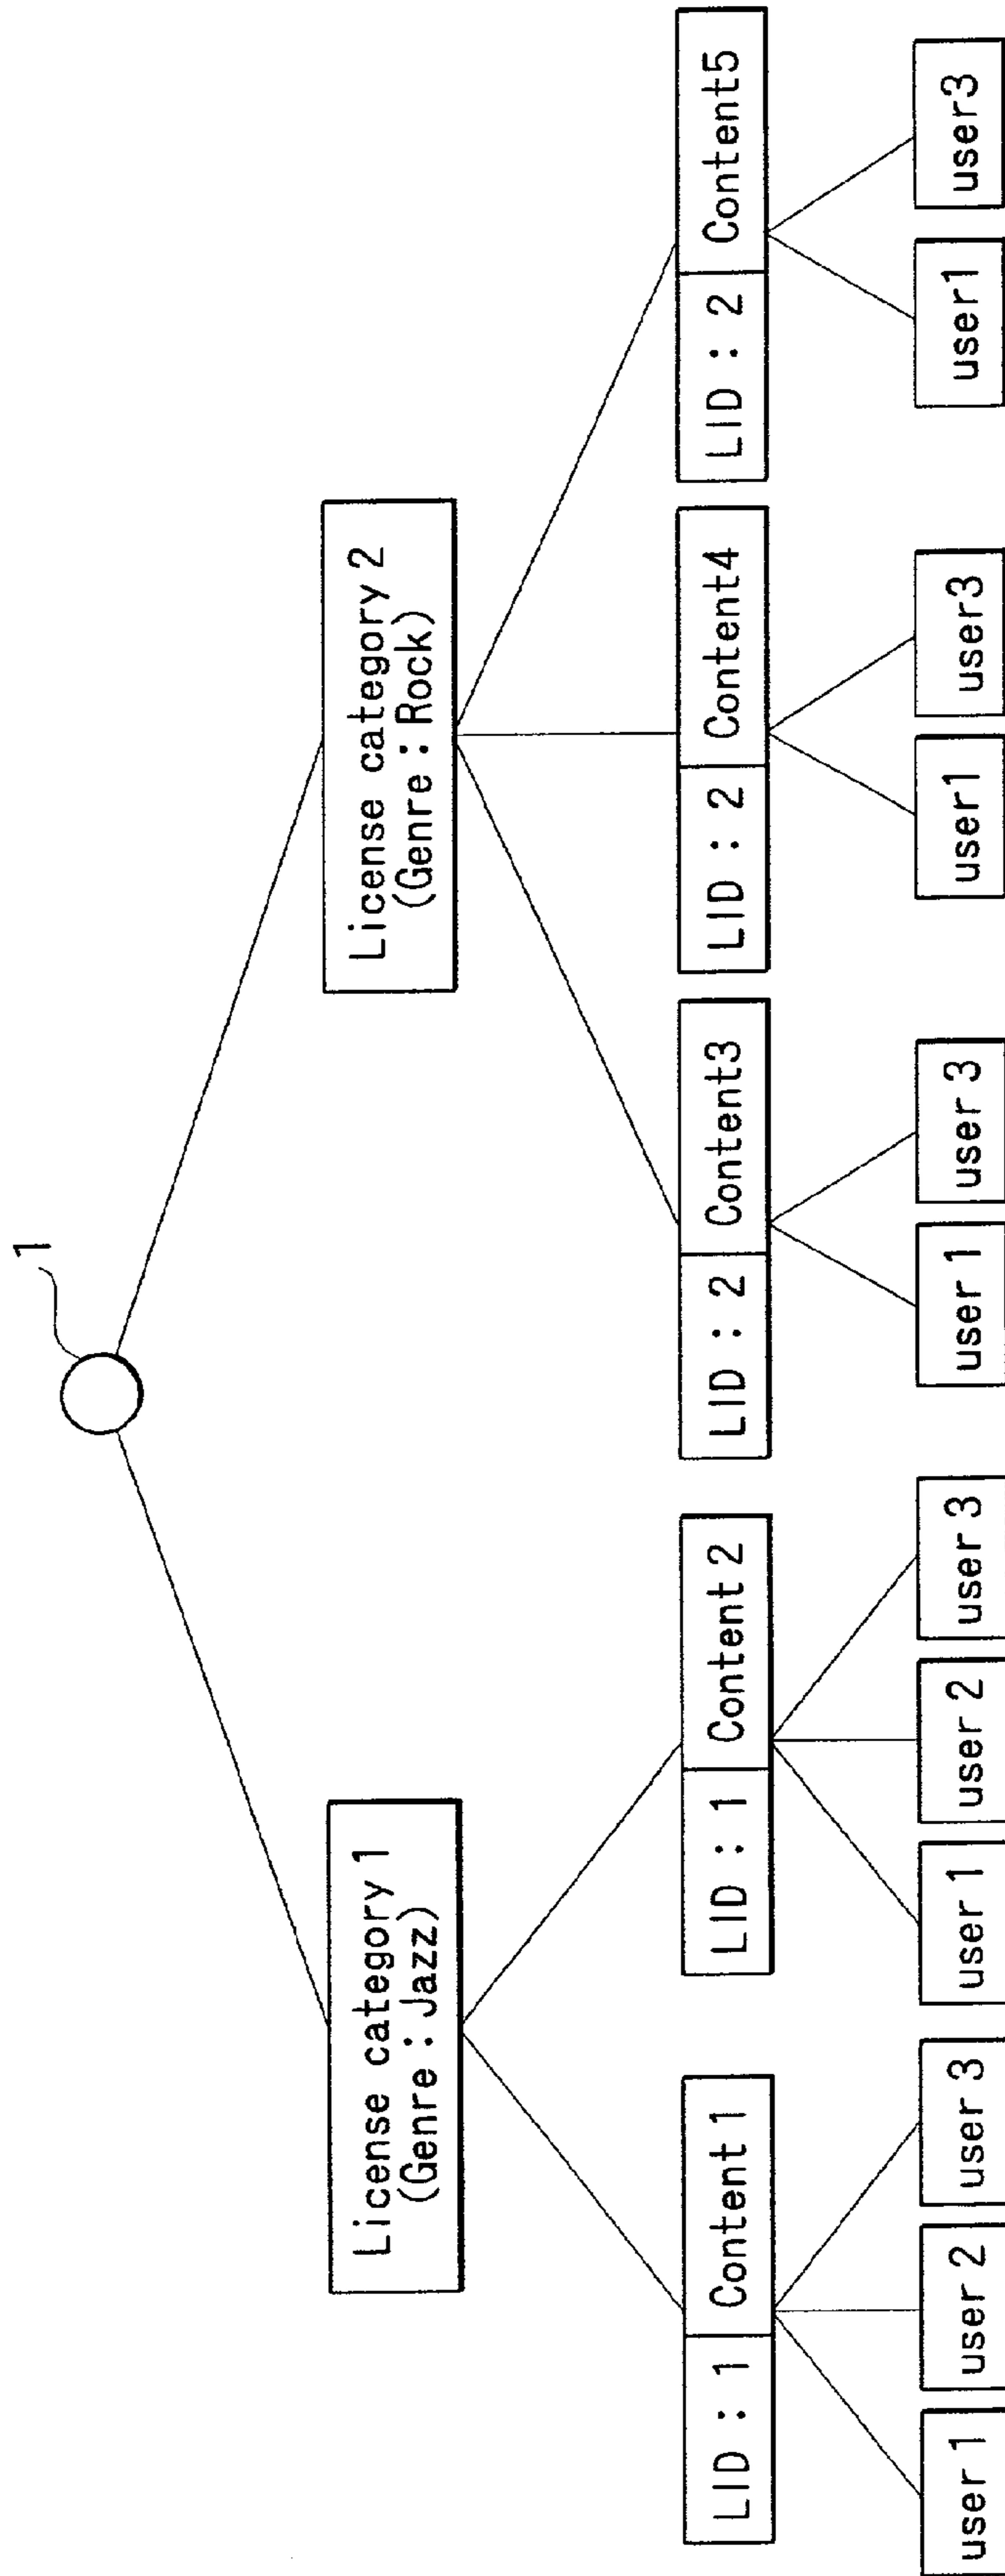 1
License category 1
(Genre : Jazz)
License category 2
(Genre : Rock)
LID : 1 Content 1
LID : 1 Content 2
LID : 2 Content3
LID : 2 Content4
LID : 2 Content5
user 1
user 2
user 3
user 1
user 2
user 3
user 1
user 3
user1
user3
user1
user3